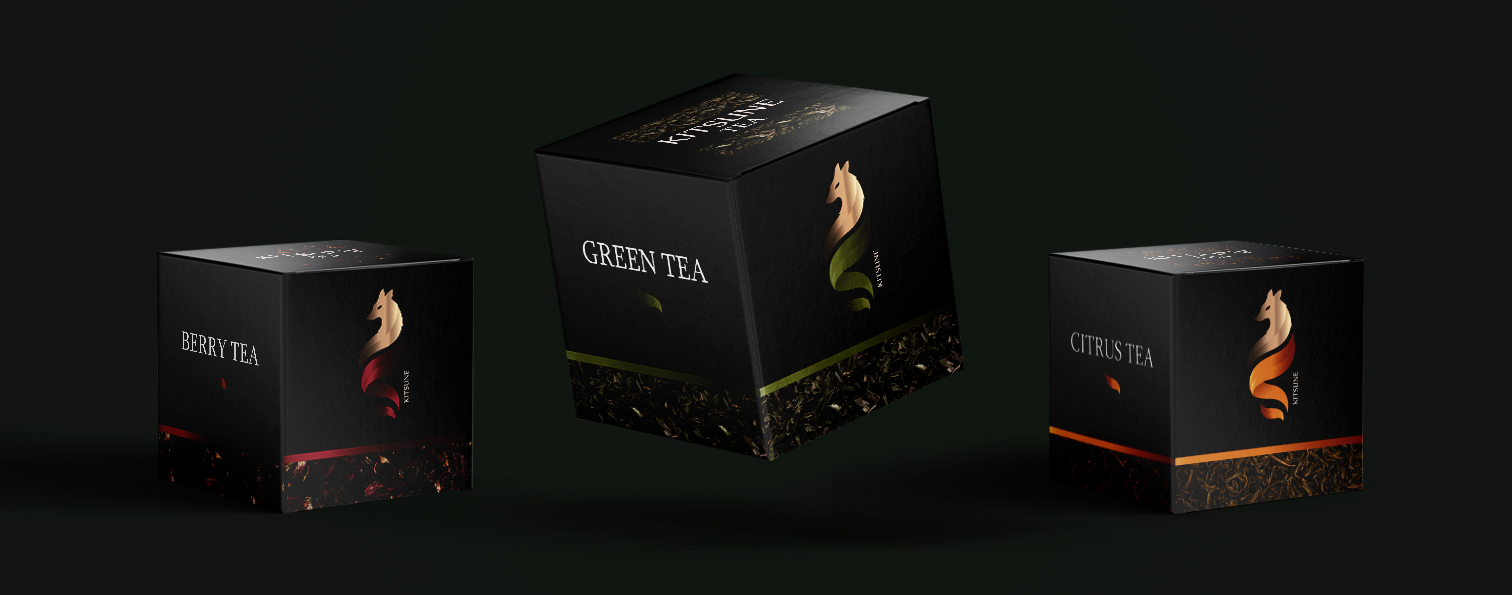 BERRY TEA
KITSUNE
KITSUNE
TEA
GREEN TEA
KITSUNE
CITRUS TEA
KITSUNE